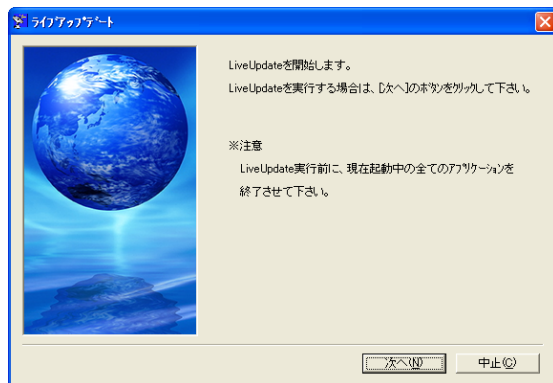 ﾗｲﾌﾞｱｯﾌﾟﾃﾞｰﾄ
LiveUpdateを開始します。
LiveUpdateを実行する場合は、[次へ]のﾎﾞﾀﾝをｸﾘｯｸして下さい。
※注意
LiveUpdate実行前に、現在起動中の全てのｱﾌﾟﾘｹｰｼｮﾝを
終了させて下さい。
次へ(N)
中止(C)